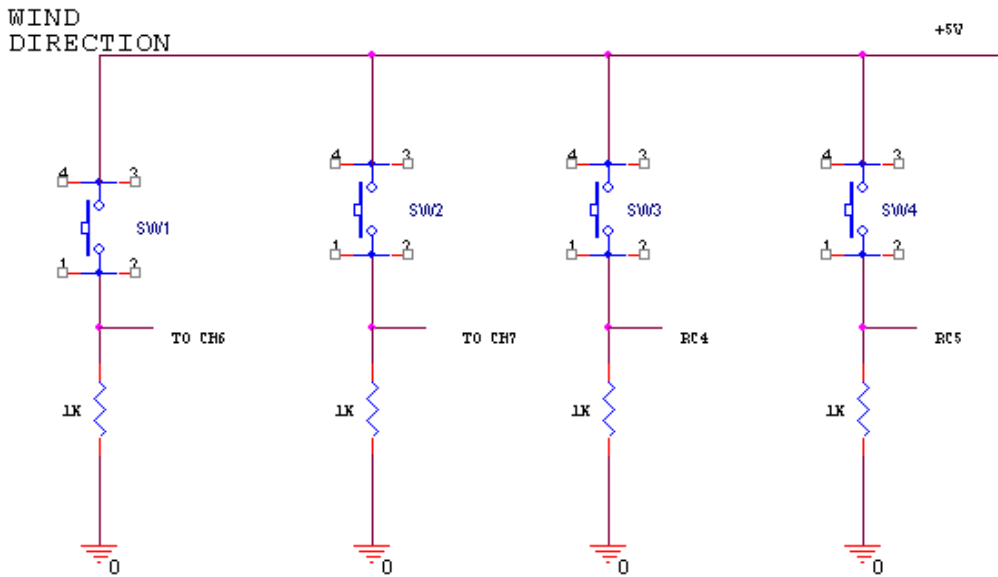 WIND
DIRECTION
+5V
4 3 4 3 4 3 4 3
SW1 SW2 SW3 SW4
1 2 1 2 1 2 1 2
TO CH6 TO CH7 RC4 RC5
1K 1K 1K 1K
0 0 0 0